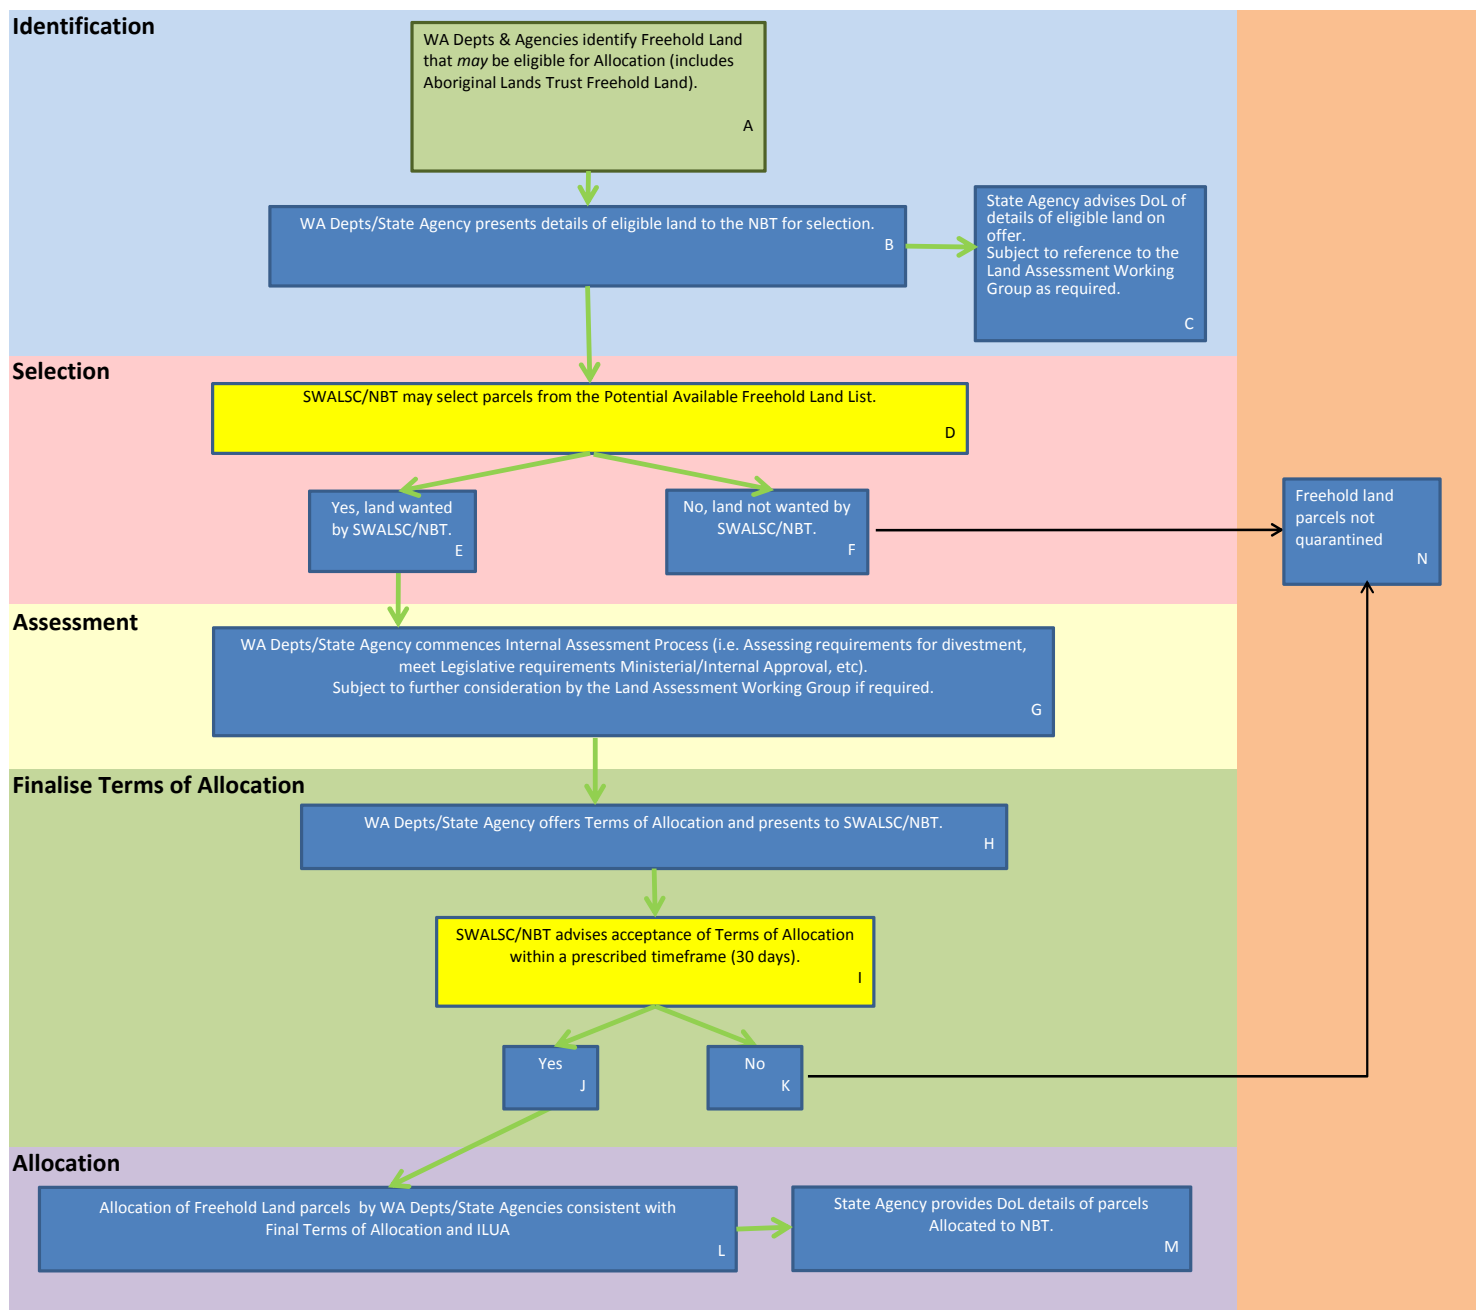 Identification
WA Depts & Agencies identify Freehold Land
that may be eligible for Allocation (includes
Aboriginal Lands Trust Freehold Land).
A
WA Depts/State Agency presents details of eligible land to the NBT for selection.
B
State Agency advises DoL of
details of eligible land on
offer.
Subject to reference to the
Land Assessment Working
Group as required.
C
Selection
SWALSC/NBT may select parcels from the Potential Available Freehold Land List.
D
Yes, land wanted
by SWALSC/NBT.
E
No, land not wanted by
SWALSC/NBT.
F
Freehold land
parcels not
quarantined
N
Assessment
WA Depts/State Agency commences Internal Assessment Process (i.e. Assessing requirements for divestment,
meet Legislative requirements Ministerial/Internal Approval, etc).
Subject to further consideration by the Land Assessment Working Group if required.
G
Finalise Terms of Allocation
WA Depts/State Agency offers Terms of Allocation and presents to SWALSC/NBT.
H
SWALSC/NBT advises acceptance of Terms of Allocation
within a prescribed timeframe (30 days).
I
Yes
J
No
K
Allocation
Allocation of Freehold Land parcels by WA Depts/State Agencies consistent with
Final Terms of Allocation and ILUA
L
State Agency provides DoL details of parcels
Allocated to NBT.
M